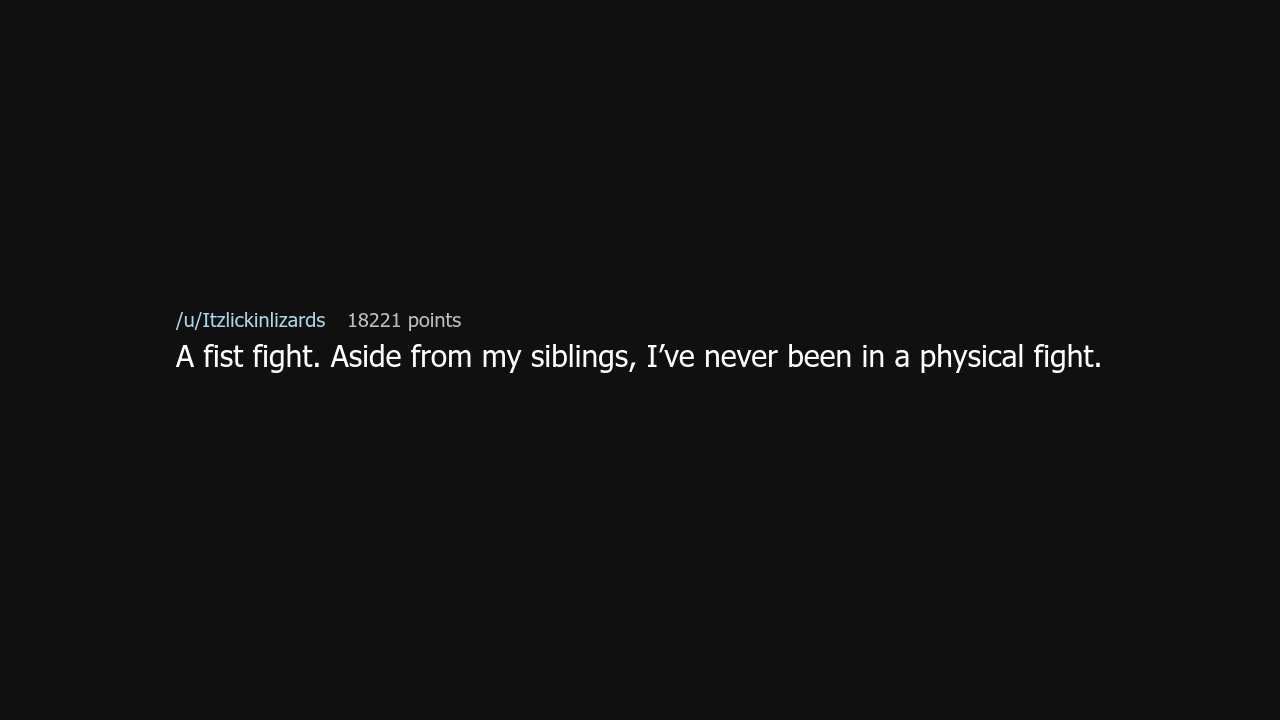 /u/Itzlickinlizards 18221 points
A fist fight. Aside from my siblings, I’ve never been in a physical fight.